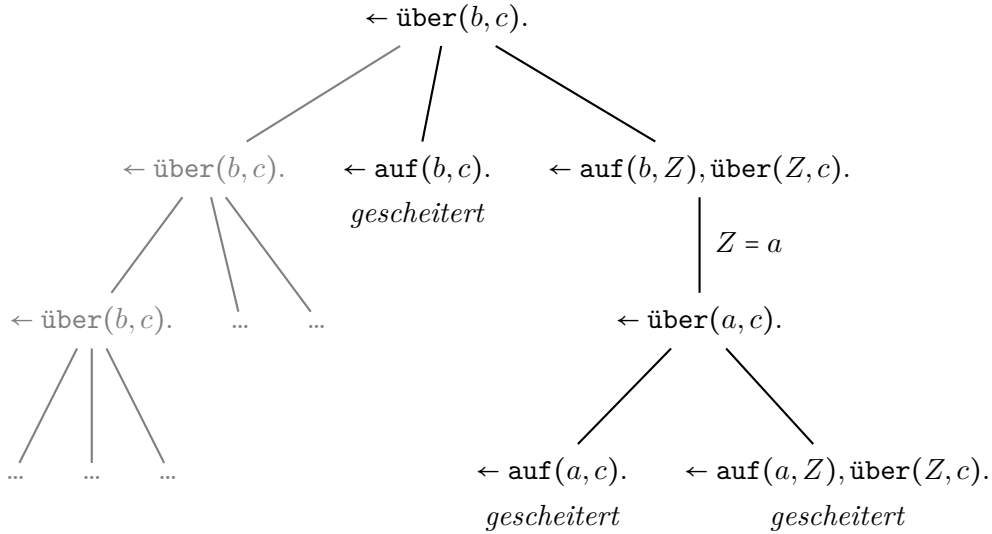 ← über(b, c).
← über(b, c). ← auf(b, c). ← auf(b, Z), über(Z, c).
gescheitert
Z = a
← über(b, c). ... ... ← über(a, c).
... ... ... ← auf(a, c). ← auf(a, Z), über(Z, c).
gescheitert gescheitert